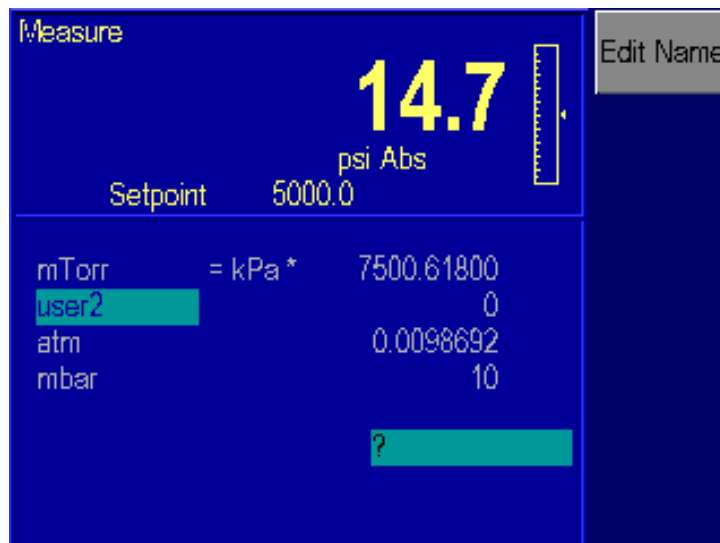 Measure
Edit Name
14.7
psi Abs
Setpoint 5000.0
mTorr = kPa * 7500.61800
user2 0
atm 0.0098692
mbar 10
?